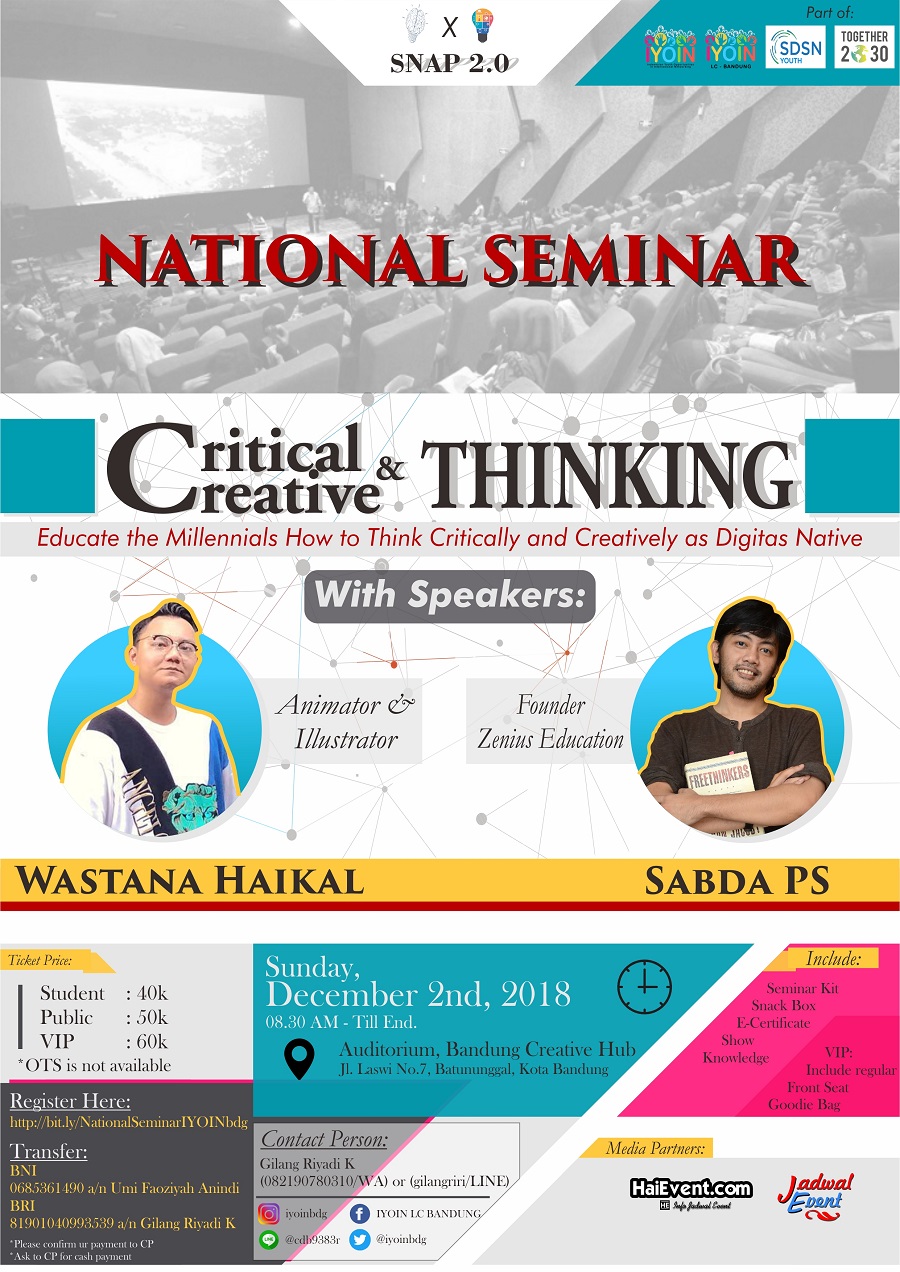 X
SNAP 2.0
Part of:
IYOIN
IYOIN
LC - BANDUNG
SDSN
YOUTH
TOGETHER
2030
NATIONAL SEMINAR
Critical
& THINKING
Creative
Educate the Millennials How to Think Critically and Creatively as Digitas Native
With Speakers:
Animator &
Illustrator
Founder
Zenius Education
FREETHINKERS
JACOBY
WASTANA HAIKAL
SABDA PS
Ticket Price:
Student : 40k
Public : 50k
VIP : 60k
*OTS is not available
Sunday,
December 2nd, 2018
08.30 AM - Till End.
Auditorium, Bandung Creative Hub
Jl. Laswi No.7, Batununggal, Kota Bandung
Include:
Seminar Kit
Snack Box
E-Certificate
Show
Knowledge
VIP:
Include regular
Front Seat
Goodie Bag
Register Here:
http://bit.ly/NationalSeminarIYOINbdg
Transfer:
BNI
0685361490 a/n Umi Faoziyah Anindi
BRI
81901040993539 a/n Gilang Riyadi K
*Please confirm ur payment to CP
*Ask to CP for cash payment
Contact Person:
Gilang Riyadi K
(082190780310/WA) or (gilangriri/LINE)
iyoinbdg
IYOIN LC BANDUNG
@cdb9383r
@iyoinbdg
Media Partners:
HaiEvent.com
HE Info Jadwal Event
Jadwal
Event